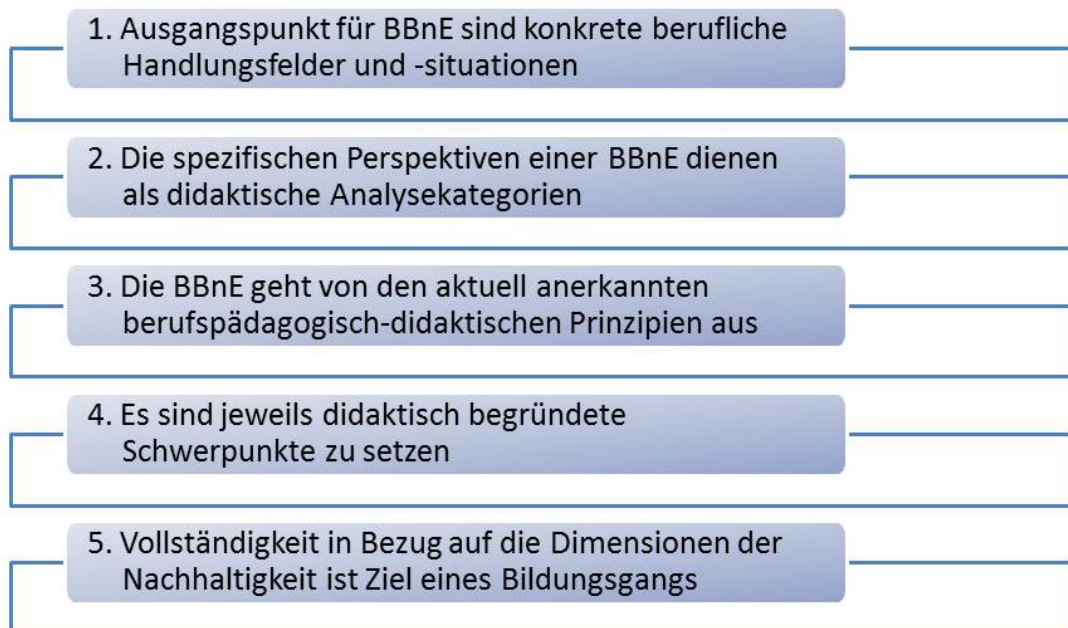 1. Ausgangspunkt für BBnE sind konkrete berufliche
Handlungsfelder und -situationen
2. Die spezifischen Perspektiven einer BBnE dienen
als didaktische Analysekategorien
3. Die BBnE geht von den aktuell anerkannten
berufspädagogisch-didaktischen Prinzipien aus
4. Es sind jeweils didaktisch begründete
Schwerpunkte zu setzen
5. Vollständigkeit in Bezug auf die Dimensionen der
Nachhaltigkeit ist Ziel eines Bildungsgangs